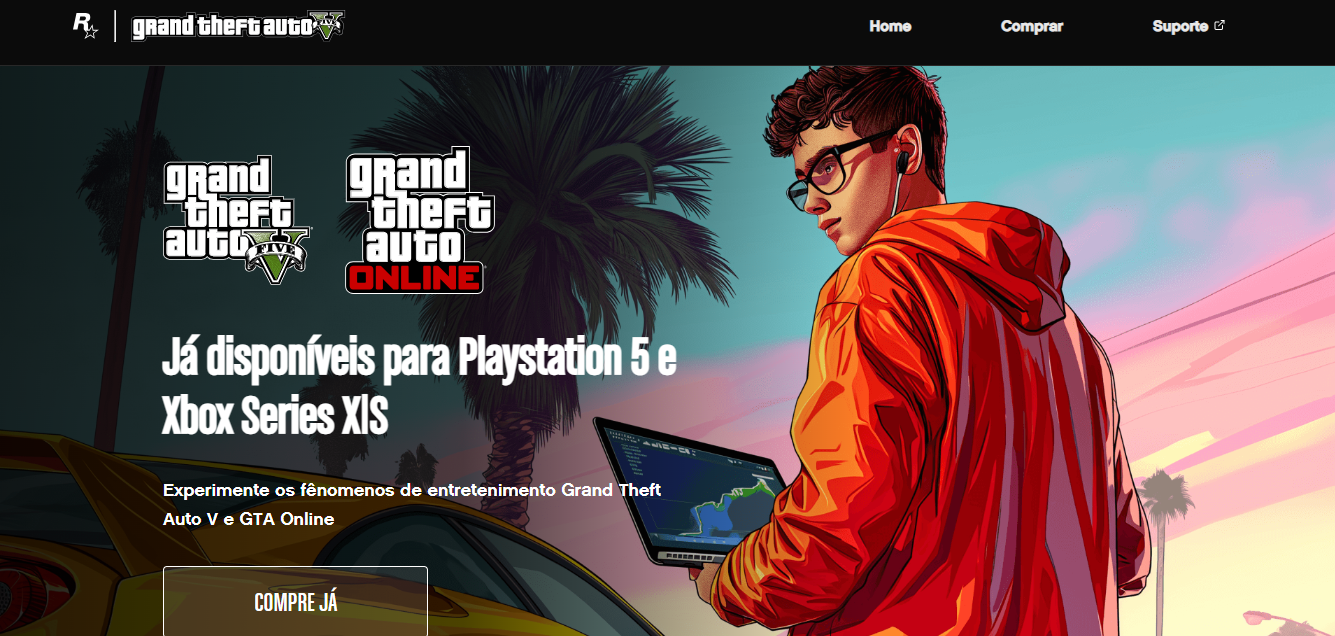 R
grand theft auto V
FIVE
Home
Comprar
Suporte
grand
theft
auto V
FIVE
grand
theft
auto
ONLINE
Já disponíveis para Playstation 5 e
Xbox Series X|S
Experimente os fênomenos de entretenimento Grand Theft
Auto V e GTA Online
COMPRE JÁ